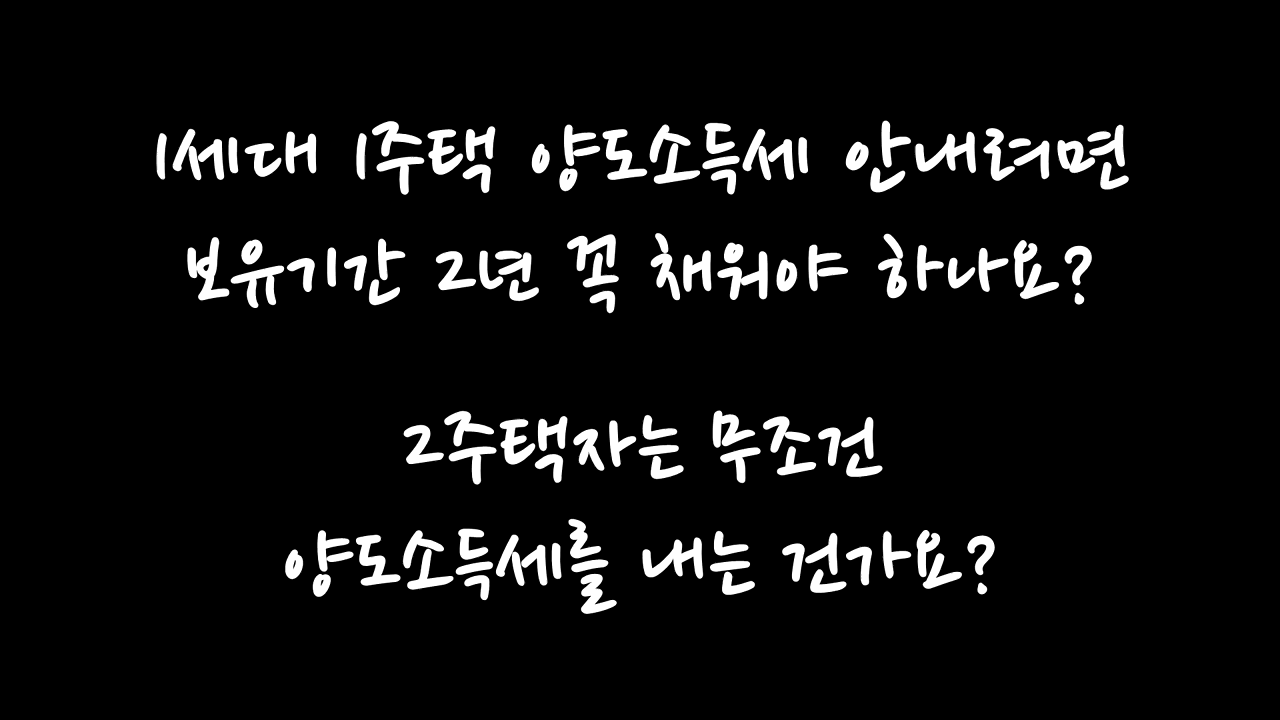 1세대 1주택 양도소득세 안내려면
보유기간 2년 꼭 채워야 하나요?
2주택자는 무조건
양도소득세를 내는 건가요?